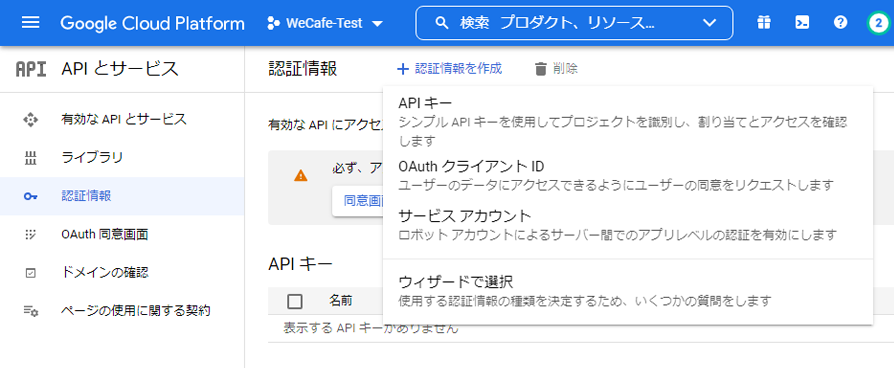 Google Cloud Platform
WeCafe-Test
検索 プロダクト、リソース...
2
API
API とサービス
認証情報
+ 認証情報を作成
削除
有効な API とサービス
ライブラリ
認証情報
OAuth 同意画面
ドメインの確認
ページの使用に関する契約
有効な API にアクセ
必ず、ア
同意画
API キー
シンプル API キーを使用してプロジェクトを識別し、割り当てとアクセスを確認
します
OAuth クライアント ID
ユーザーのデータにアクセスできるようにユーザーの同意をリクエストします
サービス アカウント
ロボット アカウントによるサーバー間でのアプリレベルの認証を有効にします
ウィザードで選択
使用する認証情報の種類を決定するため、いくつかの質問をします
API キー
名前
表示する API キーがありません